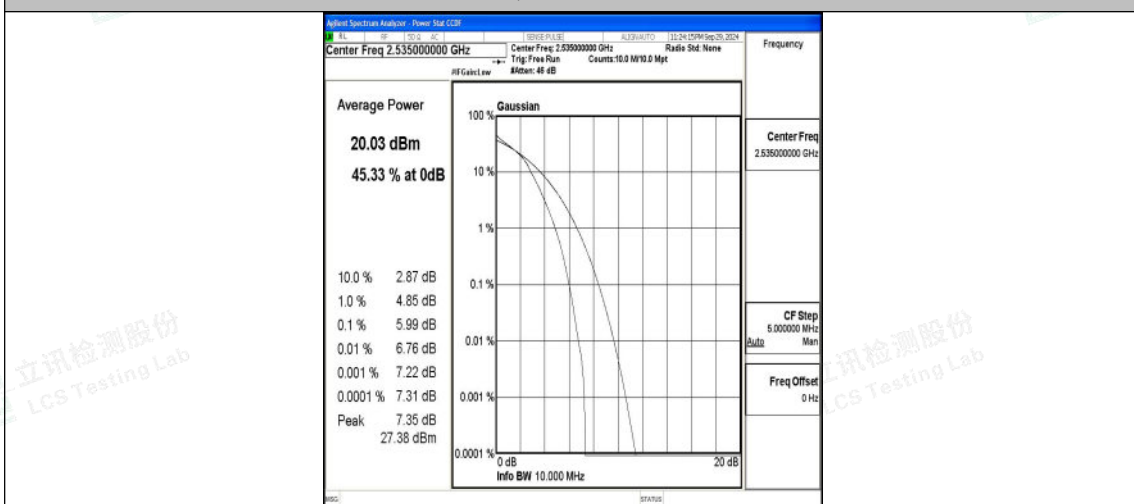 Agilent Spectrum Analyzer - Power Stat CCDF
RL RF 50 Ω AC SENSE:PULSE ALIGNAUTO 11:24:15PM Sep 29, 2024
Center Freq 2.535000000 GHz
Center Freq: 2.535000000 GHz Radio Std: None
Trig: Free Run Counts:10.0 M/10.0 Mpt
#IFGain:Low #Atten: 46 dB
Frequency
Average Power
20.03 dBm
45.33 % at 0dB
10.0 % 2.87 dB
1.0 % 4.85 dB
0.1 % 5.99 dB
0.01 % 6.76 dB
0.001 % 7.22 dB
0.0001 % 7.31 dB
Peak 7.35 dB
27.38 dBm
Gaussian
100 %
10 %
1 %
0.1 %
0.01 %
0.001 %
0.0001 %
0 dB 20 dB
Info BW 10.000 MHz
Center Freq
2.535000000 GHz
CF Step
5.000000 MHz
Auto Man
Freq Offset
0 Hz
MSG STATUS
立讯检测股份
LCS Testing Lab
立讯检测股份
LCS Testing Lab